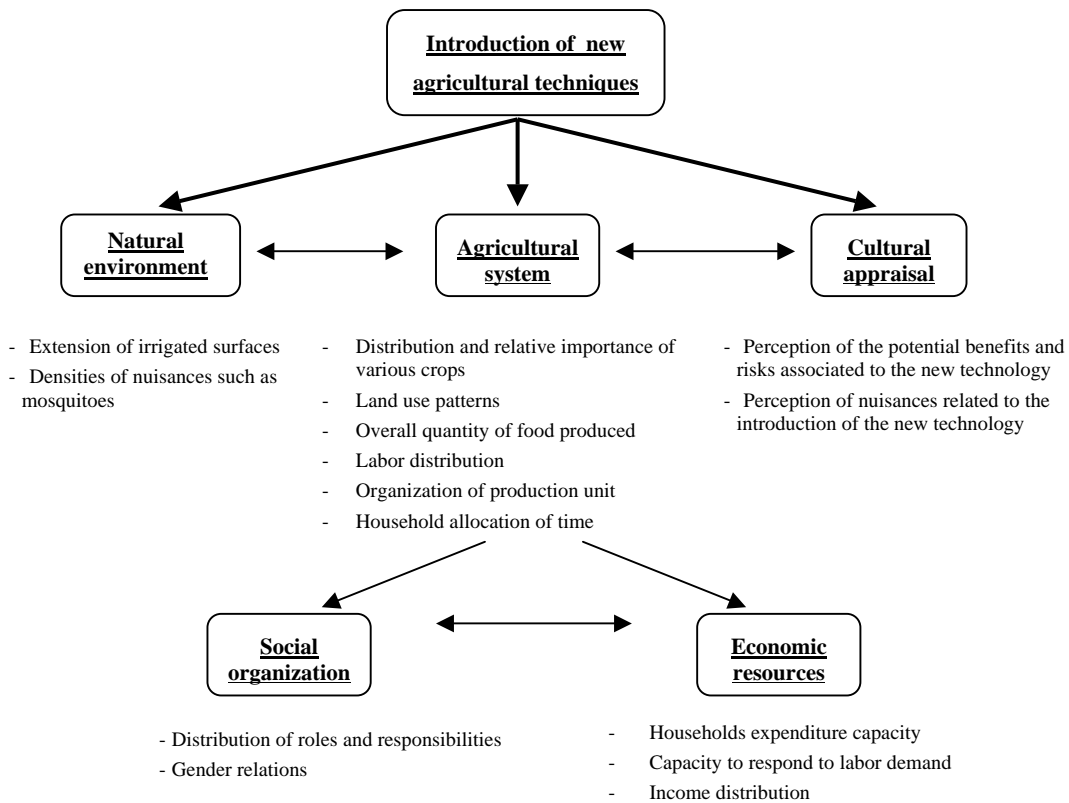 Introduction of new
agricultural techniques
Natural
environment
Agricultural
system
Cultural
appraisal
- Extension of irrigated surfaces
- Densities of nuisances such as
mosquitoes
- Distribution and relative importance of
various crops
- Land use patterns
- Overall quantity of food produced
- Labor distribution
- Organization of production unit
- Household allocation of time
- Perception of the potential benefits and
risks associated to the new technology
- Perception of nuisances related to the
introduction of the new technology
Social
organization
Economic
resources
- Distribution of roles and responsibilities
- Gender relations
- Households expenditure capacity
- Capacity to respond to labor demand
- Income distribution